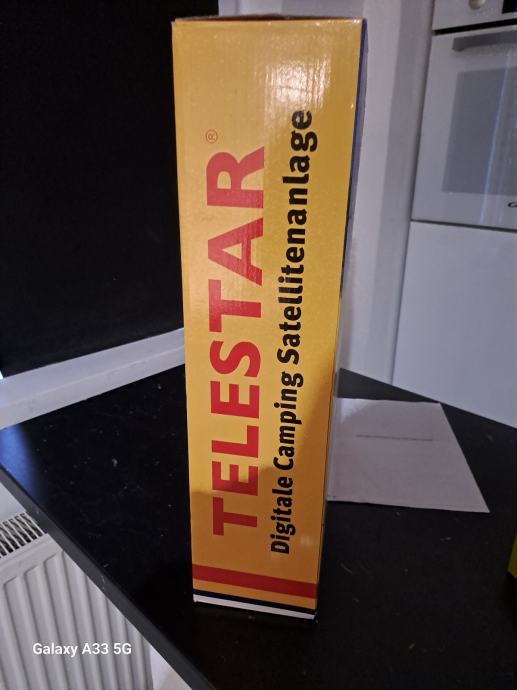 TELESTAR®
Digitale Camping Satellitenanlage
Galaxy A33 5G